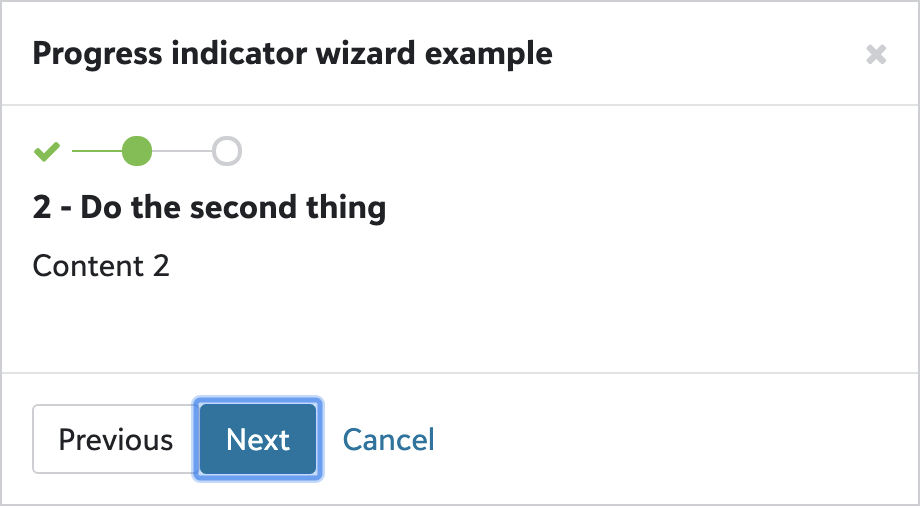 Progress indicator wizard example
2 - Do the second thing
Content 2
Previous Next Cancel